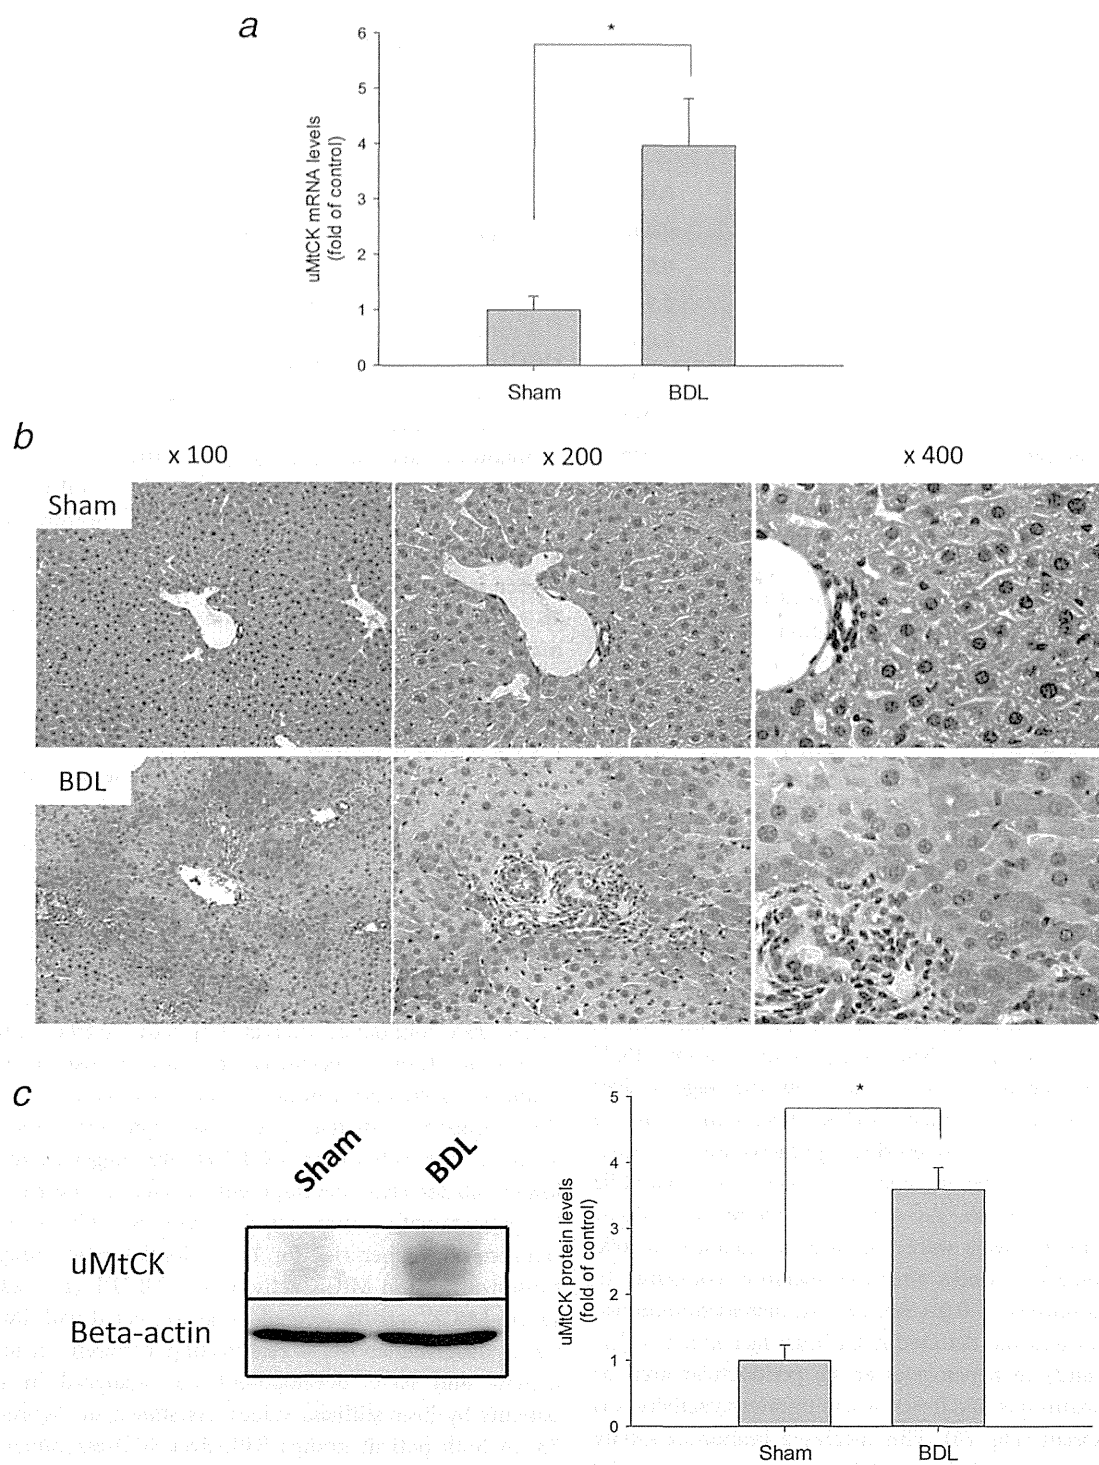 a
*
6
5
4
3
2
1
0
uMtCK mRNA levels
(fold of control)
Sham BDL
b
x 100 x 200 x 400
Sham
BDL
c
Sham BDL
uMtCK
Beta-actin
*
5
4
3
2
1
0
uMtCK protein levels
(fold of control)
Sham BDL